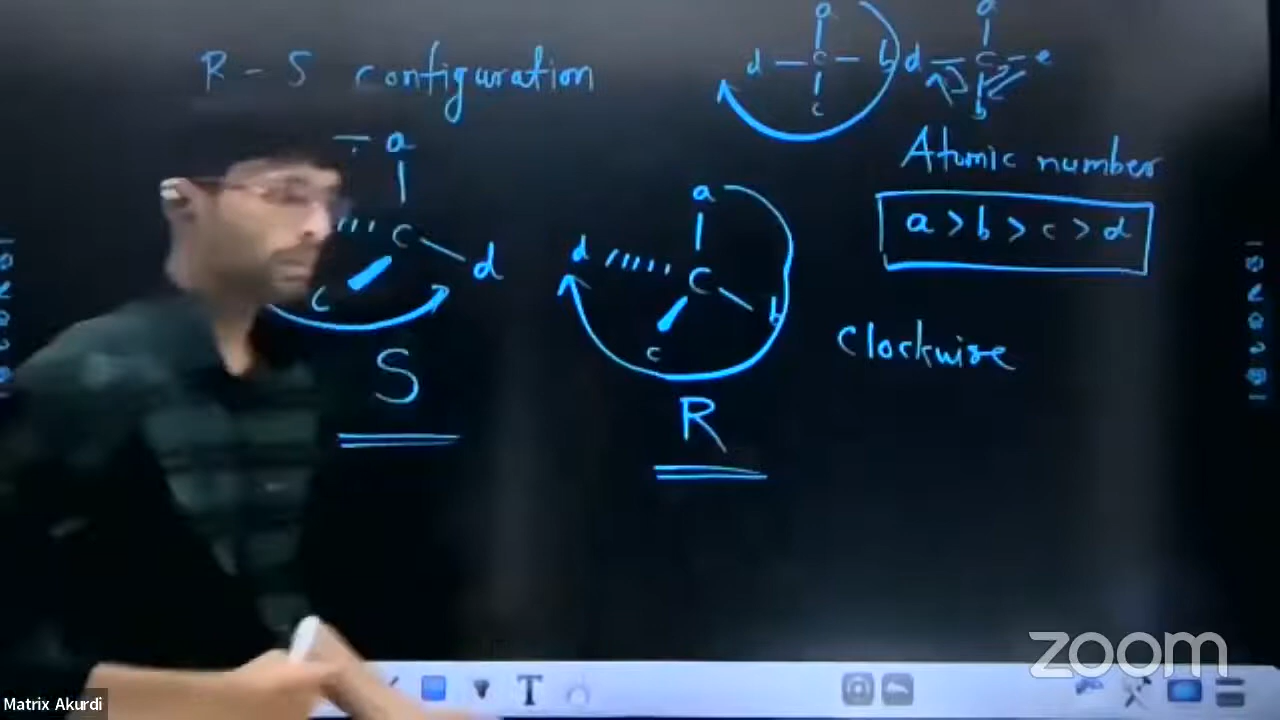 R - S configuration
a
d - C - b
c
a
d - C - e
b
Atomic number
a > b > c > d
a
C
d
c
S
a
d C
b
c
R
Clockwise
T
zoom
Matrix Akurdi